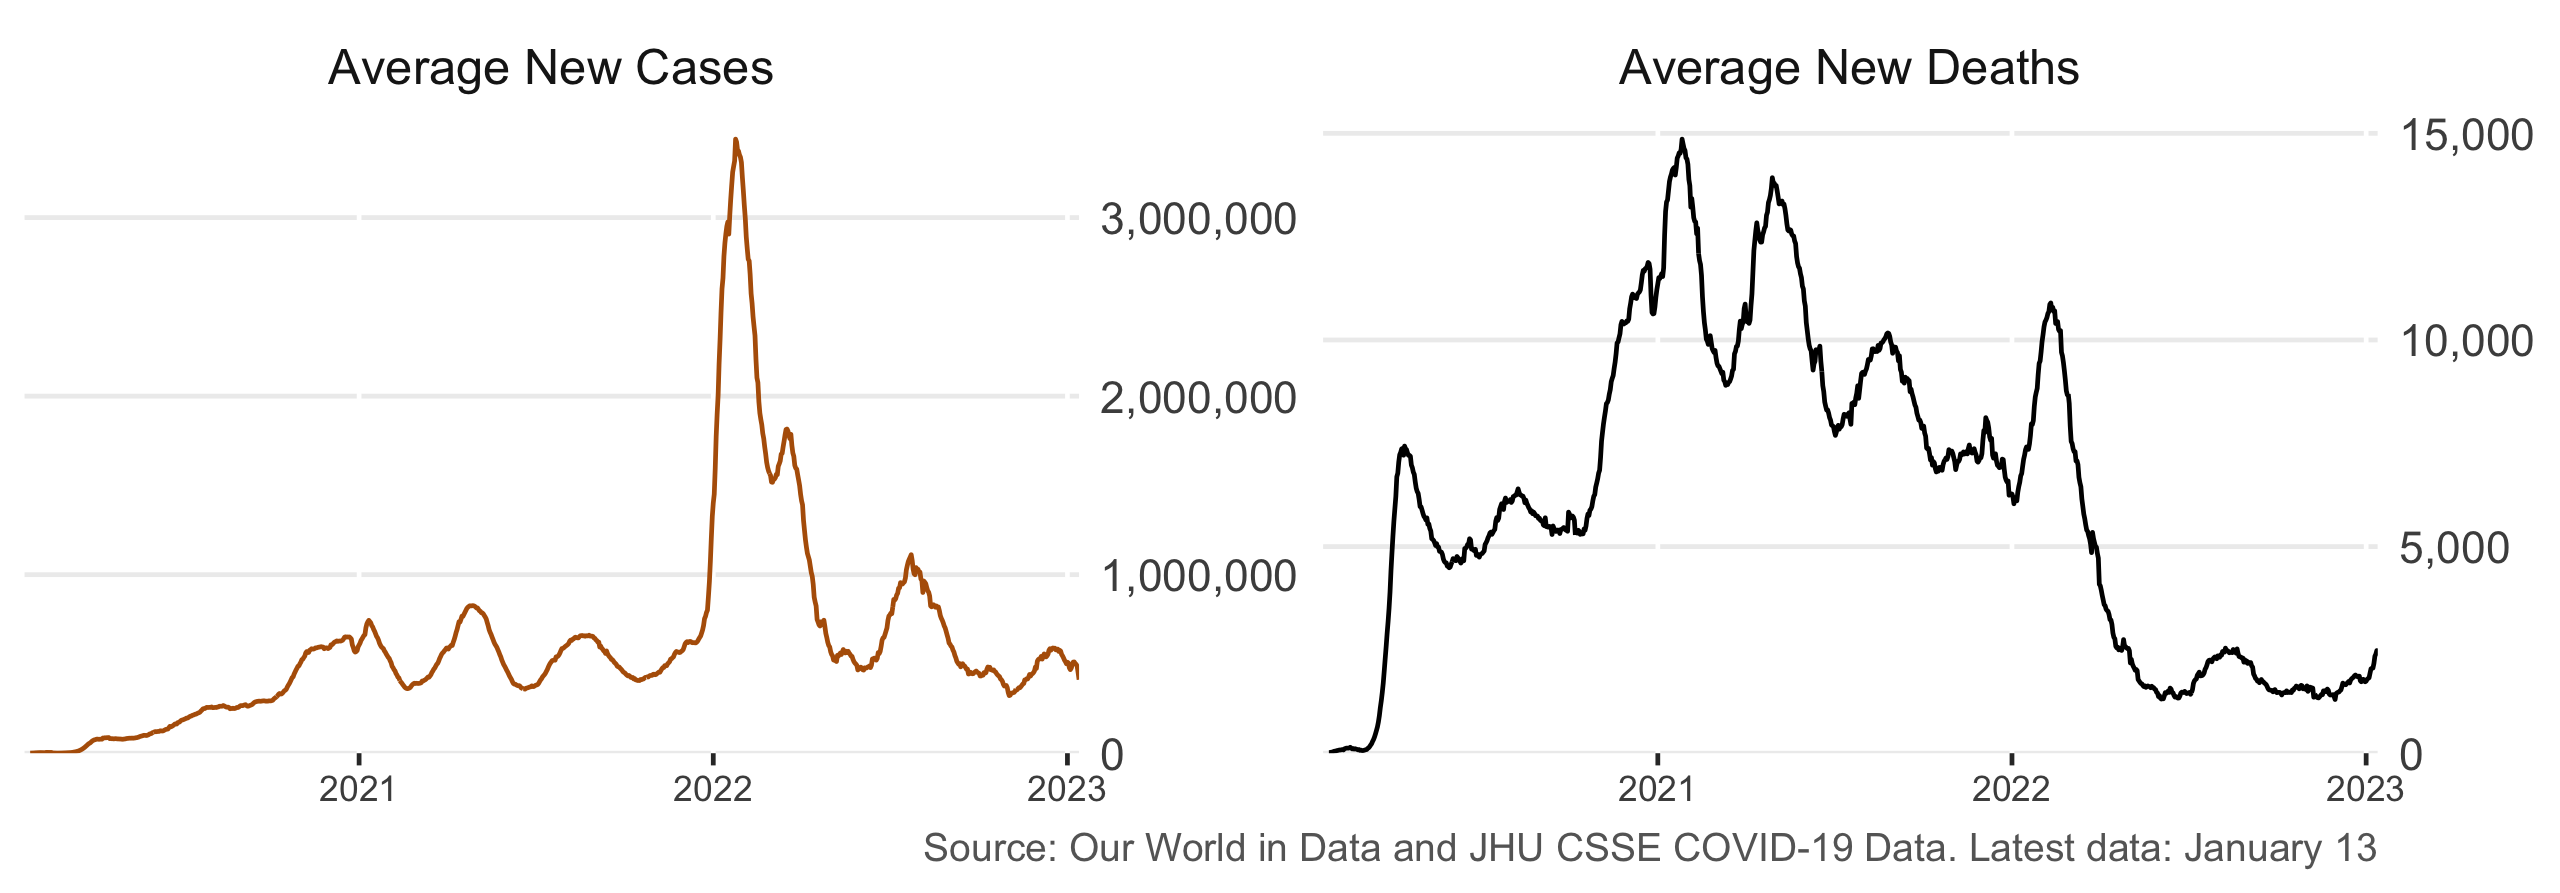 Average New Cases
3,000,000
2,000,000
1,000,000
0
2021 2022 2023
Average New Deaths
15,000
10,000
5,000
0
2021 2022 2023
Source: Our World in Data and JHU CSSE COVID-19 Data. Latest data: January 13